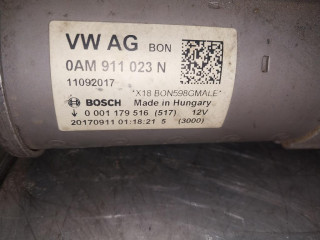 VW AG BON
0AM 911 023 N
11092017
*X18 BON598GMALE*
BOSCH Made in Hungary
0 001 179 516 (517) 12V
20170911 01:18:21 5 (3000)